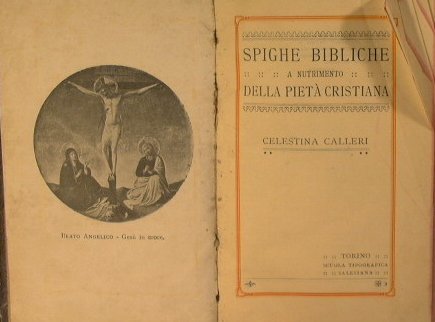 BEATO ANGELICO - Gesù in croce.
SPIGHE BIBLICHE
A NUTRIMENTO
DELLA PIETÀ CRISTIANA
CELESTINA CALLERI
TORINO
SCUOLA TIPOGRAFICA
SALESIANA